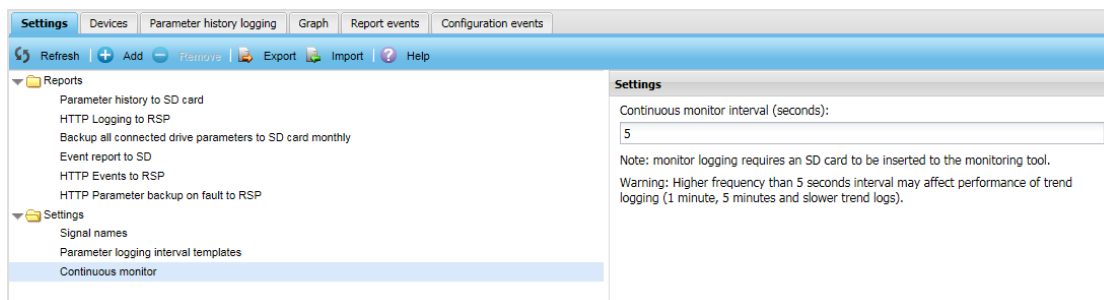 Settings Devices Parameter history logging Graph Report events Configuration events
Refresh Add Remove Export Import Help
Reports
Parameter history to SD card
HTTP Logging to RSP
Backup all connected drive parameters to SD card monthly
Event report to SD
HTTP Events to RSP
HTTP Parameter backup on fault to RSP
Settings
Signal names
Parameter logging interval templates
Continuous monitor
Settings
Continuous monitor interval (seconds):
5
Note: monitor logging requires an SD card to be inserted to the monitoring tool.
Warning: Higher frequency than 5 seconds interval may affect performance of trend
logging (1 minute, 5 minutes and slower trend logs).